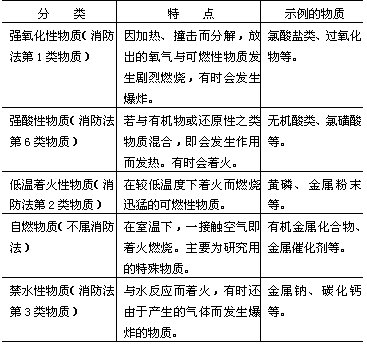 分 类 特 点 示例的物质
强氧化性物质(消防法第1类物质) 因加热、撞击而分解，放出的氧气与可燃性物质发生剧烈燃烧，有时会发生爆炸。 氯酸盐类、过氧化物等。
强酸性物质(消防法第6类物质) 若与有机物或还原性之类物质混合，即会发生作用而发热。有时会着火。 无机酸类、氯磺酸等。
低温着火性物质(消防法第2类物质) 在较低温度下着火而燃烧迅猛的可燃性物质。 黄磷、金属粉末等。
自燃物质(不属消防法) 在室温下，一接触空气即着火燃烧。主要为研究用的特殊物质。 有机金属化合物、金属催化剂等。
禁水性物质(消防法第3类物质) 与水反应而着火，有时还由于产生的气体而发生爆炸的物质。 金属钠、碳化钙等。